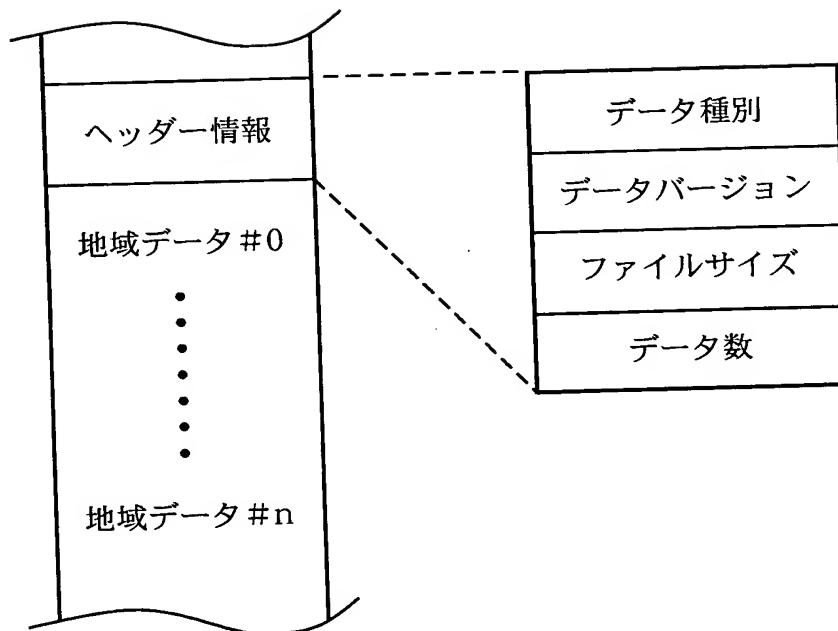 ヘッダー情報
地域データ#0
地域データ#n
データ種別
データバージョン
ファイルサイズ
データ数